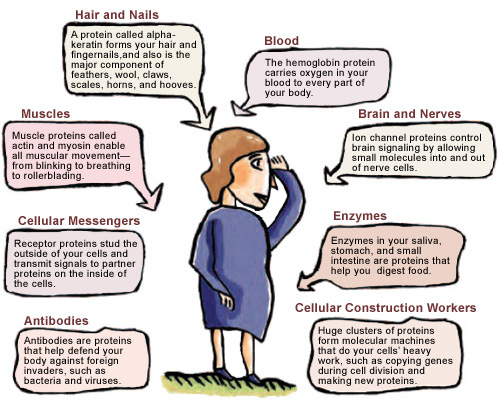 Hair and Nails
A protein called alpha-
keratin forms your hair and
fingernails,and also is the
major component of
feathers, wool, claws,
scales, horns, and hooves.
Blood
The hemoglobin protein
carries oxygen in your
blood to every part of
your body.
Muscles
Muscle proteins called
actin and myosin enable
all muscular movement—
from blinking to breathing
to rollerblading.
Brain and Nerves
Ion channel proteins control
brain signaling by allowing
small molecules into and out
of nerve cells.
Cellular Messengers
Receptor proteins stud the
outside of your cells and
transmit signals to partner
proteins on the inside of
the cells.
Enzymes
Enzymes in your saliva,
stomach, and small
intestine are proteins that
help you digest food.
Antibodies
Antibodies are proteins
that help defend your
body against foreign
invaders, such as
bacteria and viruses.
Cellular Construction Workers
Huge clusters of proteins
form molecular machines
that do your cells' heavy
work, such as copying genes
during cell division and
making new proteins.